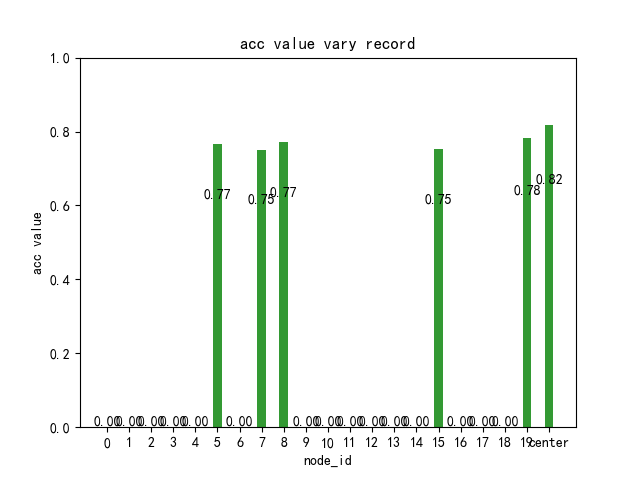 acc value vary record
1.0
0.8
0.6
0.4
0.2
0.0
acc value
0.82
0.77 0.75 0.77 0.75 0.78
0.00 0.00 0.00 0.00 0.00 0.00 0.00 0.00 0.00 0.00 0.00 0.00 0.00 0.00 0.00
0 1 2 3 4 5 6 7 8 9 10 11 12 13 14 15 16 17 18 19 center
node_id